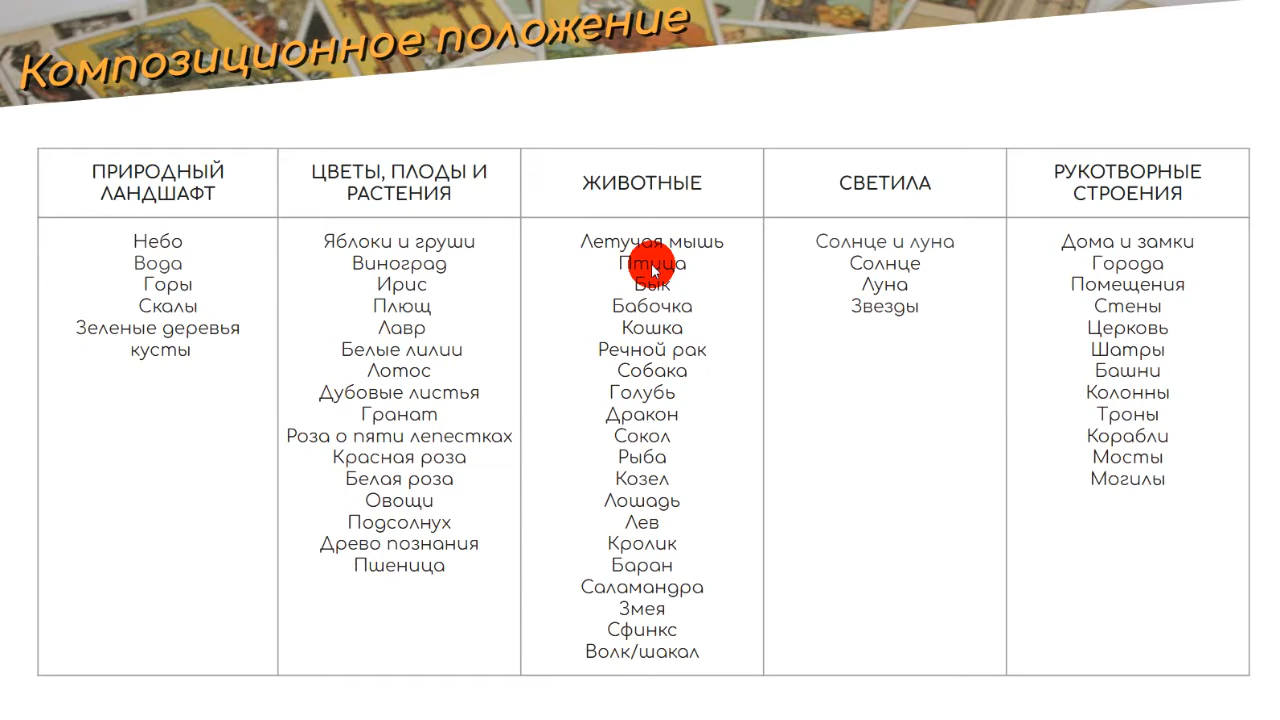 Композиционное положение
ПРИРОДНЫЙ
ЛАНДШАФТ
Небо
Вода
Горы
Скалы
Зеленые деревья
кусты
ЦВЕТЫ, ПЛОДЫ И
РАСТЕНИЯ
Яблоки и груши
Виноград
Ирис
Плющ
Лавр
Белые лилии
Лотос
Дубовые листья
Гранат
Роза о пяти лепестках
Красная роза
Белая роза
Овощи
Подсолнух
Древо познания
Пшеница
ЖИВОТНЫЕ
Летучая мышь
Птица
Бык
Бабочка
Кошка
Речной рак
Собака
Голубь
Дракон
Сокол
Рыба
Козел
Лошадь
Лев
Кролик
Баран
Саламандра
Змея
Сфинкс
Волк/шакал
СВЕТИЛА
Солнце и луна
Солнце
Луна
Звезды
РУКОТВОРНЫЕ
СТРОЕНИЯ
Дома и замки
Города
Помещения
Стены
Церковь
Шатры
Башни
Колонны
Троны
Корабли
Мосты
Могилы